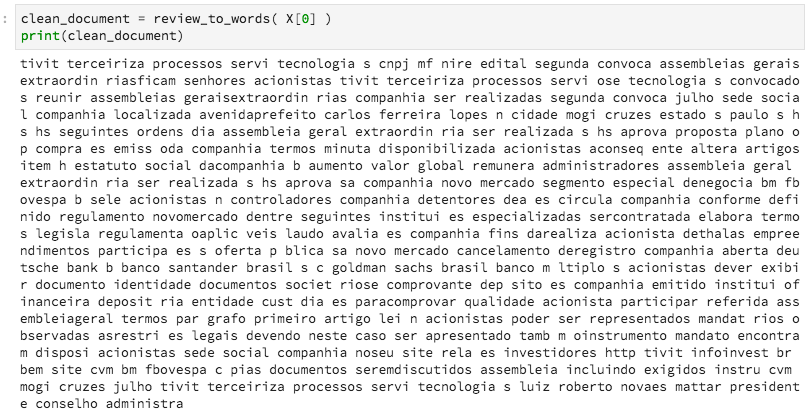 : clean_document = review_to_words( X[0] )
print(clean_document)
tivit terceiriza processos servi tecnologia s cnpj mf nire edital segunda convoca assembleias gerais
extraordin riasficam senhores acionistas tivit terceiriza processos servi ose tecnologia s convocado
s reunir assembleias geraisextraordin rias companhia ser realizadas segunda convoca julho sede socia
l companhia localizada avenidaprefeito carlos ferreira lopes n cidade mogi cruzes estado s paulo s h
s hs seguintes ordens dia assembleia geral extraordin ria ser realizada s hs aprova proposta plano o
p compra es emiss oda companhia termos minuta disponibilizada acionistas aconseq ente altera artigos
item h estatuto social dacompanhia b aumento valor global remunera administradores assembleia geral
extraordin ria ser realizada s hs aprova sa companhia novo mercado segmento especial denegocia bm fb
ovespa b sele acionistas n controladores companhia detentores dea es circula companhia conforme defi
nido regulamento novomercado dentre seguintes institui es especializadas sercontratada elabora termo
s legisla regulamenta oaplic veis laudo avalia es companhia fins darealiza acionista dethalas empree
ndimentos participa es s oferta p blica sa novo mercado cancelamento deregistro companhia aberta deu
tsche bank b banco santander brasil s c goldman sachs brasil banco m ltiplo s acionistas dever exibi
r documento identidade documentos societ riose comprovante dep sito es companhia emitido institui of
inanceira deposit ria entidade cust dia es paracomprovar qualidade acionista participar referida ass
embleiageral termos par grafo primeiro artigo lei n acionistas poder ser representados mandat rios o
bservadas asrestri es legais devendo neste caso ser apresentado tamb m oinstrumento mandato encontra
m disposi acionistas sede social companhia noseu site rela es investidores http tivit infoinvest br
bem site cvm bm fbovespa c pias documentos seremdiscutidos assembleia incluindo exigidos instru cvm
mogi cruzes julho tivit terceiriza processos servi tecnologia s luiz roberto novaes mattar president
e conselho administra